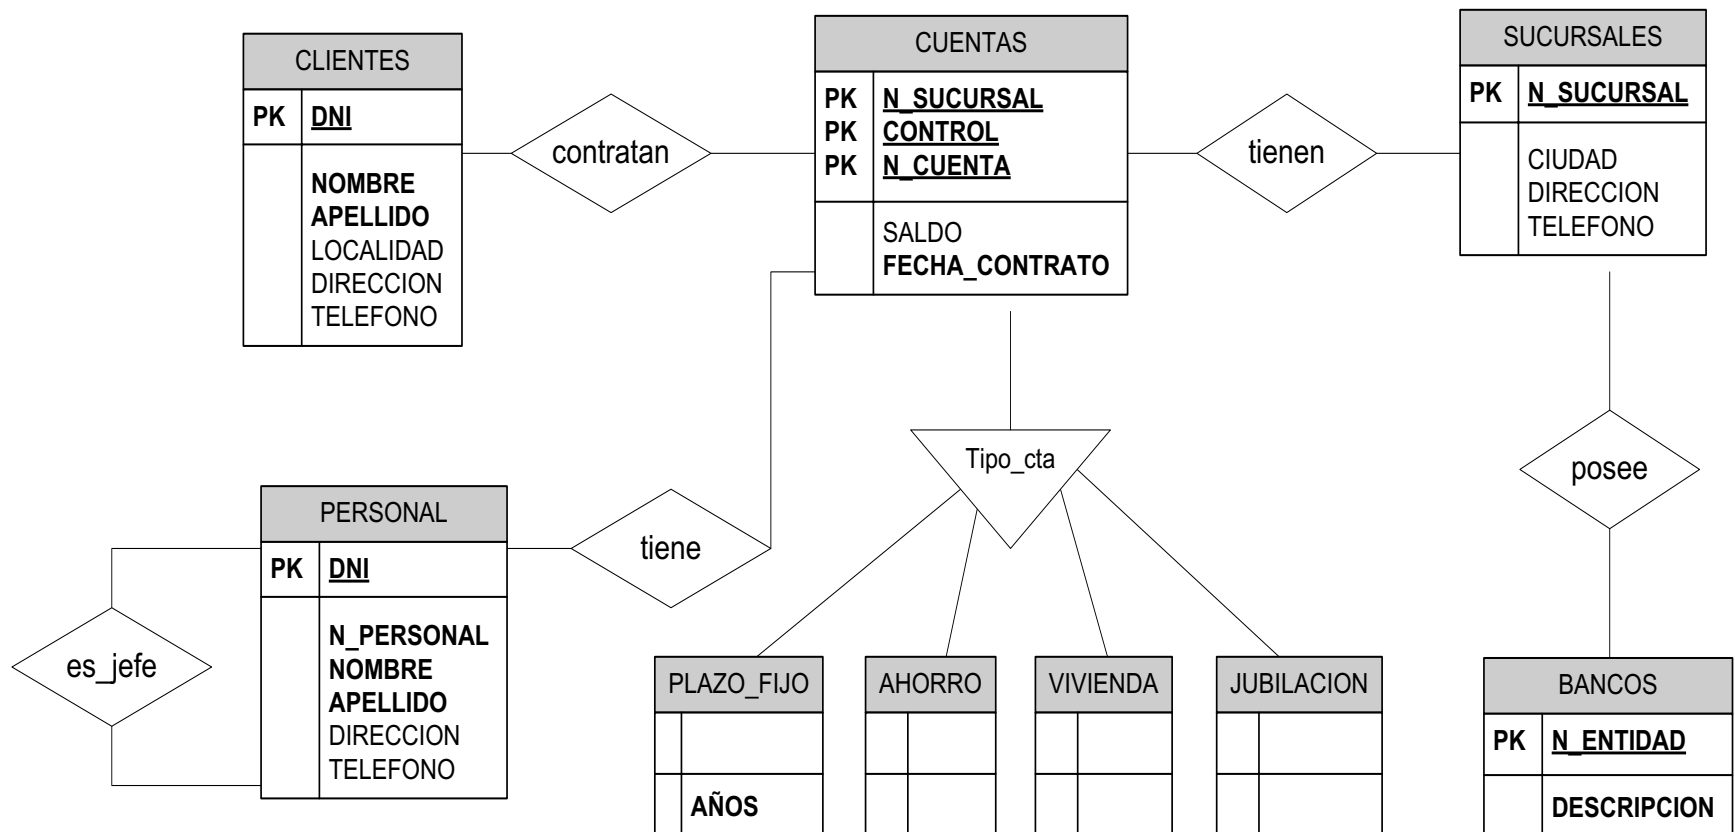 CLIENTES
PK DNI
NOMBRE
APELLIDO
LOCALIDAD
DIRECCION
TELEFONO
contratan
CUENTAS
PK N_SUCURSAL
PK CONTROL
PK N_CUENTA
SALDO
FECHA_CONTRATO
tienen
SUCURSALES
PK N_SUCURSAL
CIUDAD
DIRECCION
TELEFONO
Tipo_cta
posee
PERSONAL
PK DNI
N_PERSONAL
NOMBRE
APELLIDO
DIRECCION
TELEFONO
tiene
es_jefe
PLAZO_FIJO
AÑOS
AHORRO
VIVIENDA
JUBILACION
BANCOS
PK N_ENTIDAD
DESCRIPCION